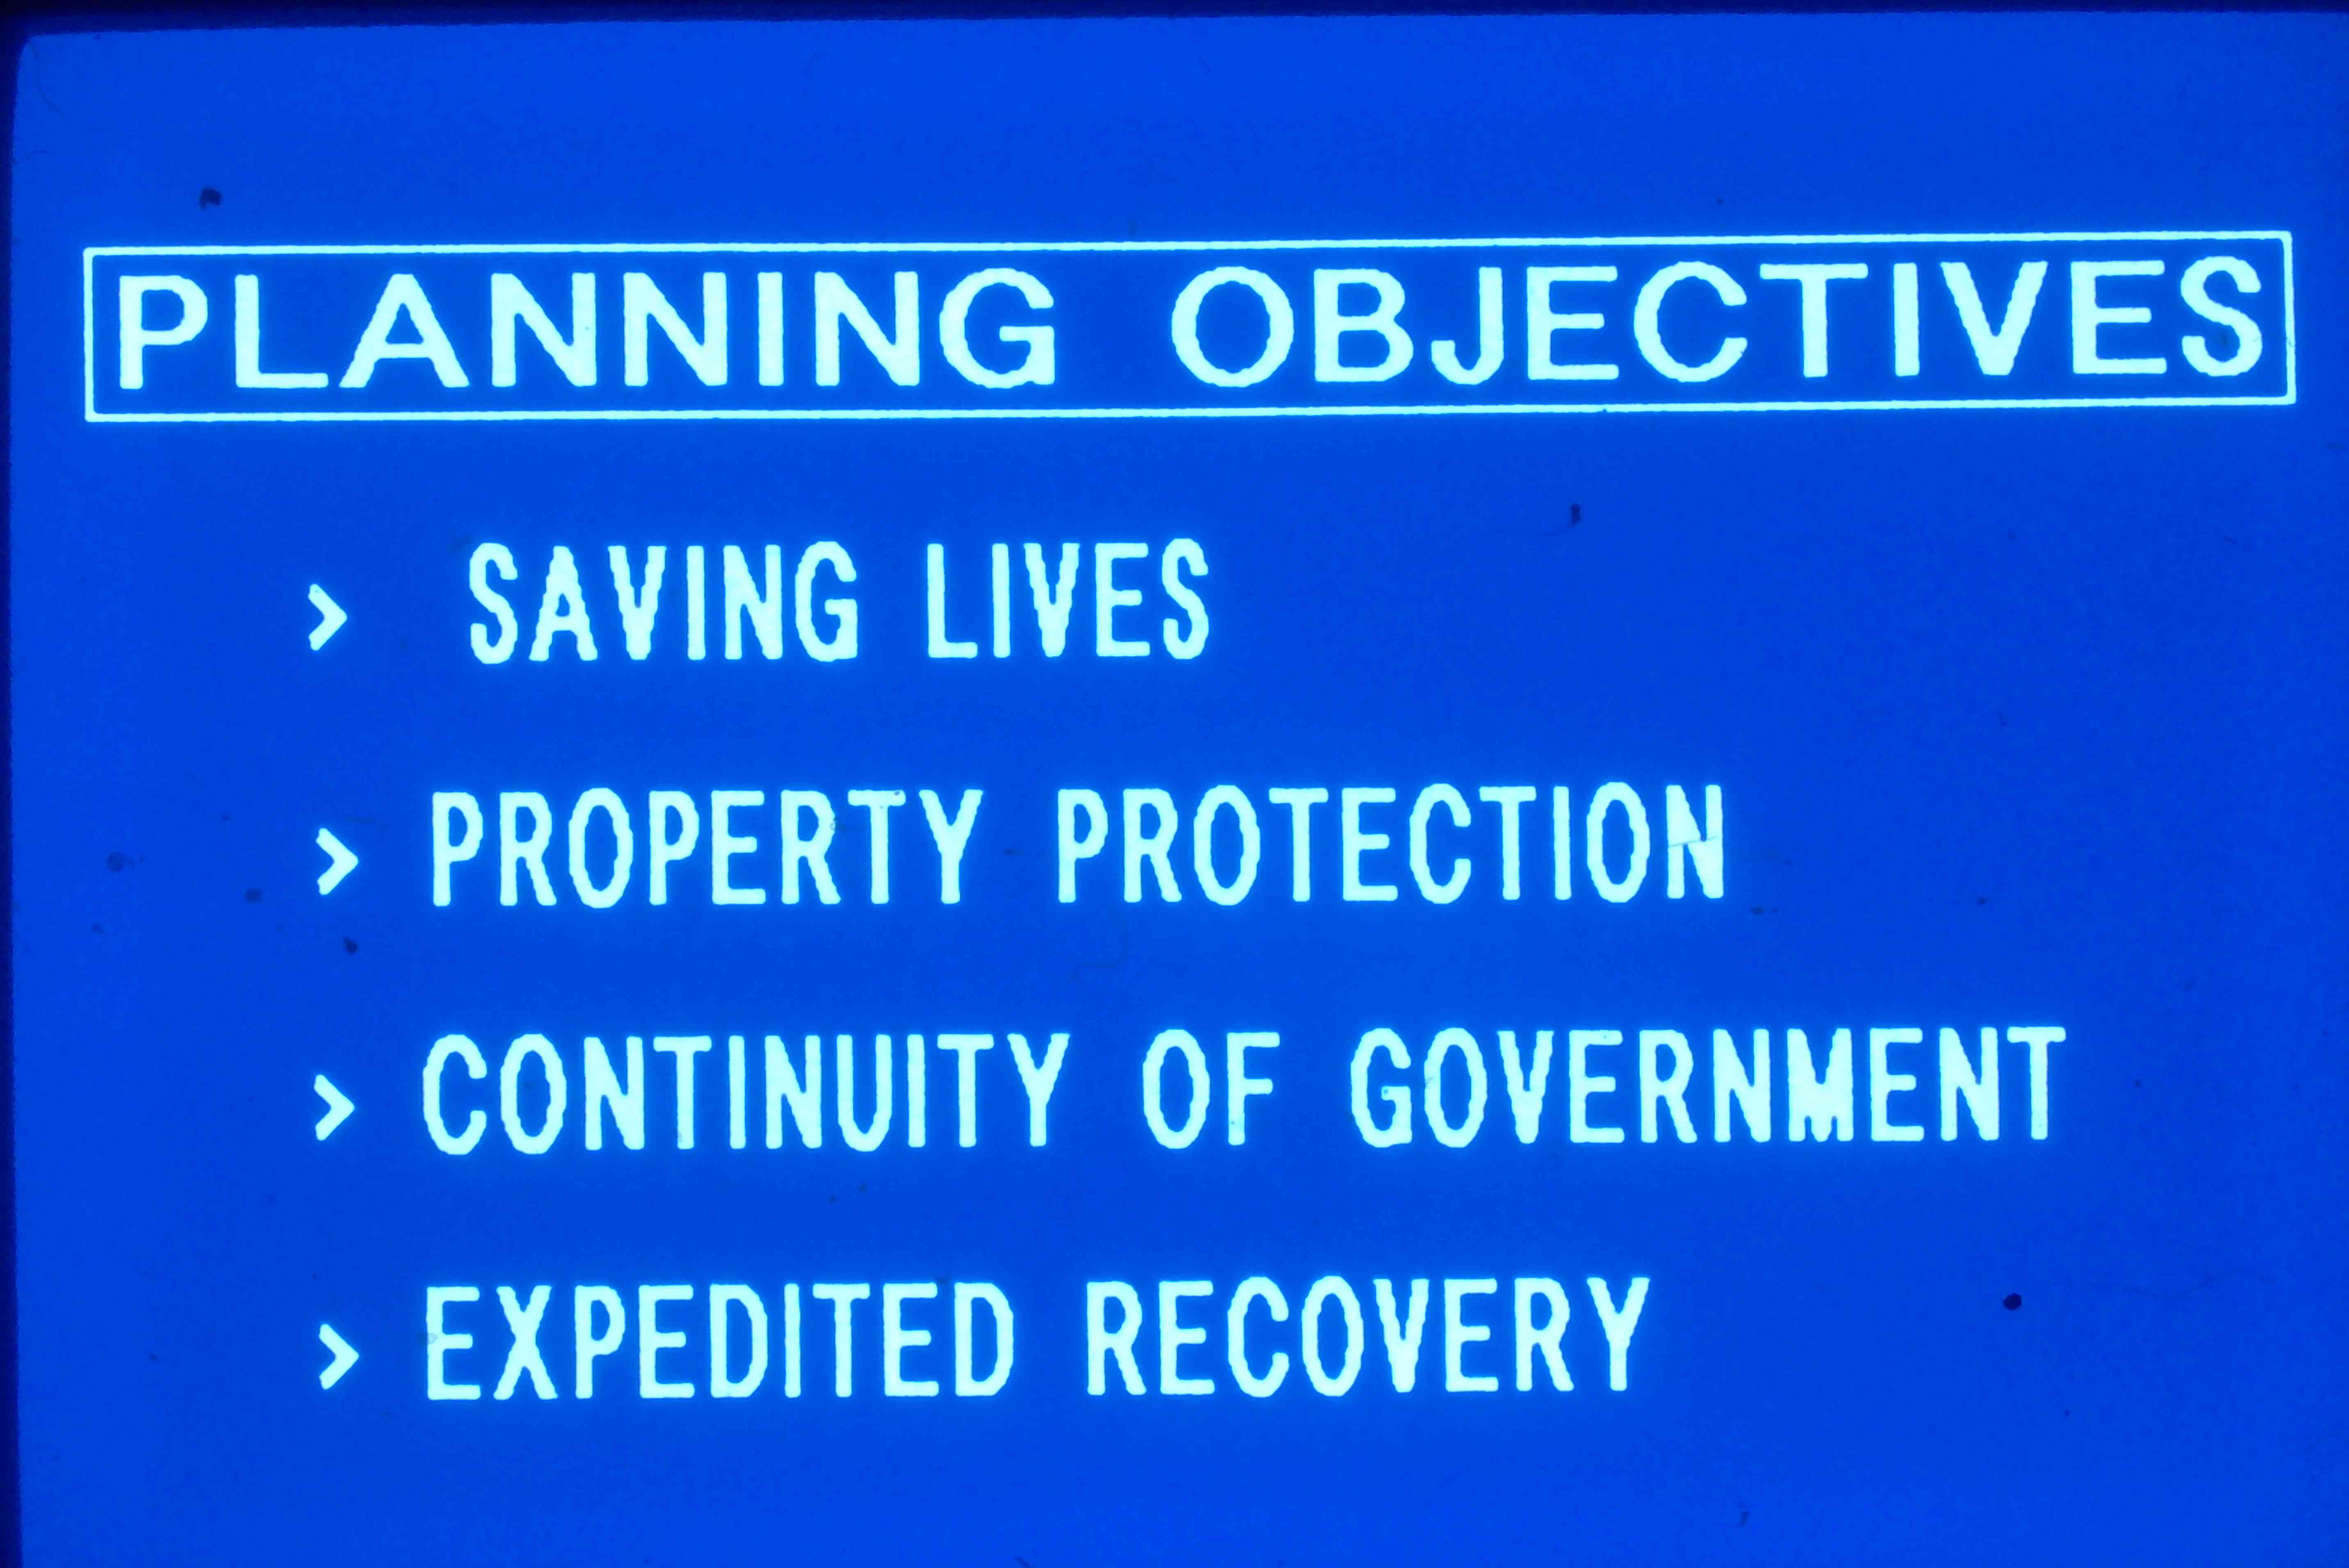 PLANNING OBJECTIVES
> SAVING LIVES
> PROPERTY PROTECTION
> CONTINUITY OF GOVERNMENT
> EXPEDITED RECOVERY